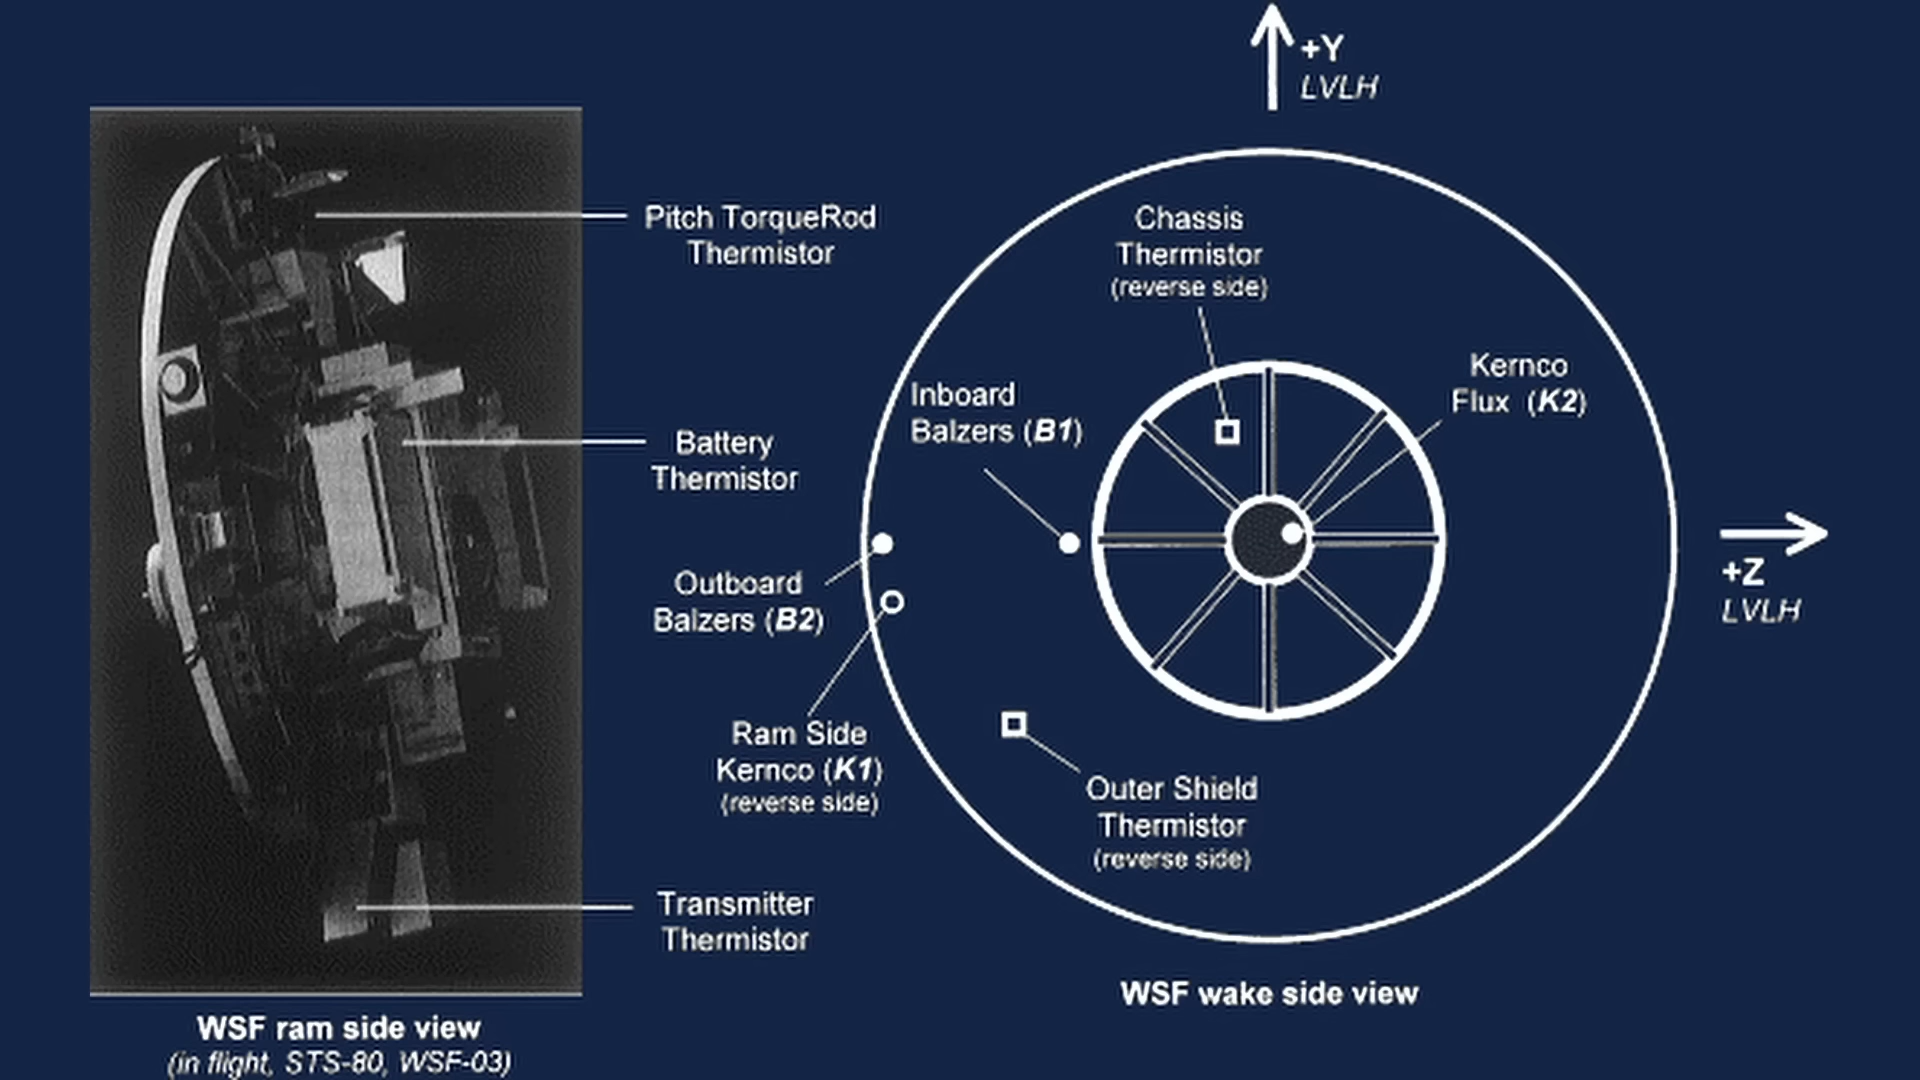 +Y
LVLH
Pitch TorqueRod
Thermistor
Chassis
Thermistor
(reverse side)
Kernco
Flux (K2)
Inboard
Balzers (B1)
Battery
Thermistor
+Z
LVLH
Outboard
Balzers (B2)
Ram Side
Kernco (K1)
(reverse side)
Outer Shield
Thermistor
(reverse side)
Transmitter
Thermistor
WSF wake side view
WSF ram side view
(in flight, STS-80, WSF-03)